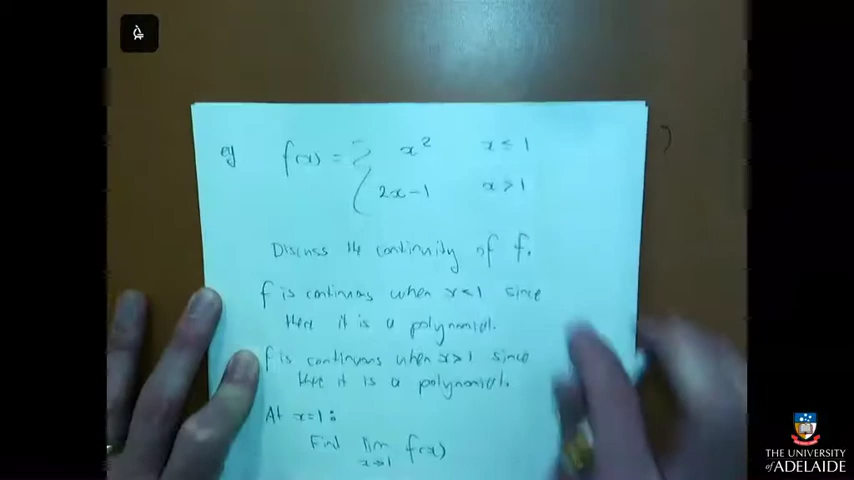 eg f(x) = { x² x ≤ 1
2x-1 x > 1
Discuss the continuity of f.
f is continuous when x<1 since
there it is a polynomial.
f is continuous when x>1 since
there it is a polynomial.
At x=1:
Find lim f(x)
x→1
THE UNIVERSITY
of ADELAIDE